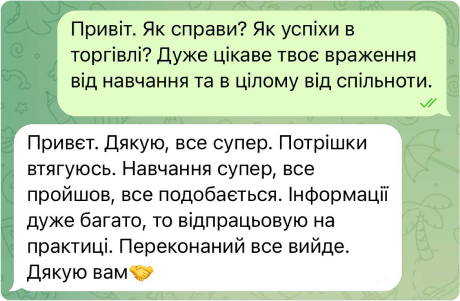 Привіт. Як справи? Як успіхи в
торгівлі? Дуже цікаве твоє враження
від навчання та в цілому від спільноти.
Привєт. Дякую, все супер. Потрішки
втягуюсь. Навчання супер, все
пройшов, все подобається. Інформації
дуже багато, то відпрацьовую на
практиці. Переконаний все вийде.
Дякую вам🤝